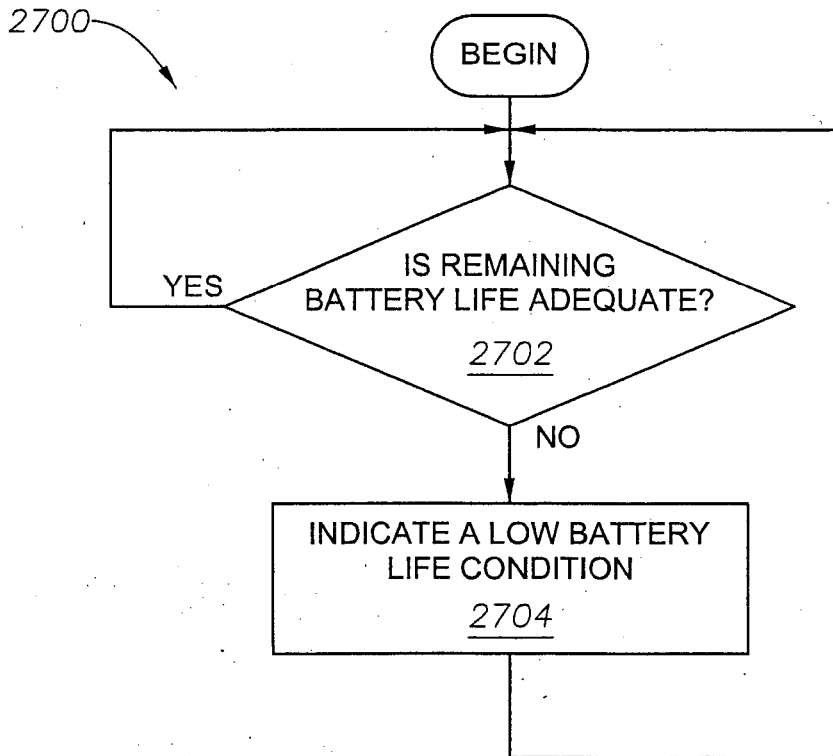 2700
BEGIN
IS REMAINING
BATTERY LIFE ADEQUATE?
YES
2702
NO
INDICATE A LOW BATTERY
LIFE CONDITION
2704